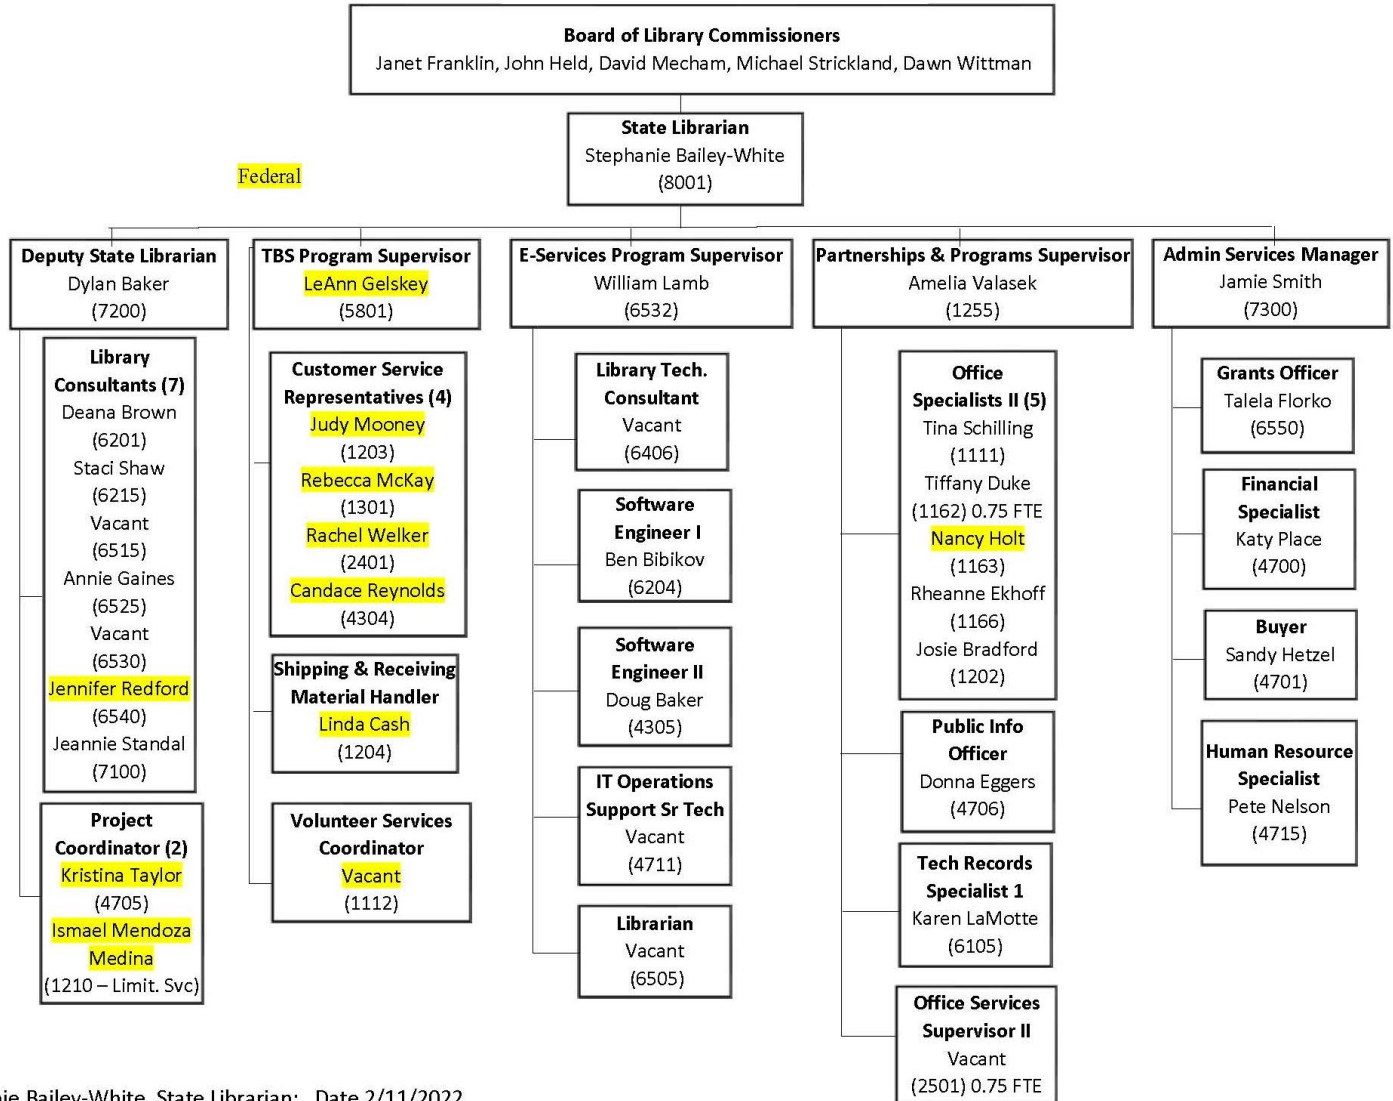 Board of Library Commissioners
Janet Franklin, John Held, David Mecham, Michael Strickland, Dawn Wittman
State Librarian
Stephanie Bailey-White
(8001)
Federal
Deputy State Librarian
Dylan Baker
(7200)
Library
Consultants (7)
Deana Brown
(6201)
Staci Shaw
(6215)
Vacant
(6515)
Annie Gaines
(6525)
Vacant
(6530)
Jennifer Redford
(6540)
Jeannie Standal
(7100)
Project
Coordinator (2)
Kristina Taylor
(4705)
Ismael Mendoza
Medina
(1210 – Limit. Svc)
TBS Program Supervisor
LeAnn Gelskey
(5801)
Customer Service
Representatives (4)
Judy Mooney
(1203)
Rebecca McKay
(1301)
Rachel Welker
(2401)
Candace Reynolds
(4304)
Shipping & Receiving
Material Handler
Linda Cash
(1204)
Volunteer Services
Coordinator
Vacant
(1112)
E-Services Program Supervisor
William Lamb
(6532)
Library Tech.
Consultant
Vacant
(6406)
Software
Engineer I
Ben Bibikov
(6204)
Software
Engineer II
Doug Baker
(4305)
IT Operations
Support Sr Tech
Vacant
(4711)
Librarian
Vacant
(6505)
Partnerships & Programs Supervisor
Amelia Valasek
(1255)
Office
Specialists II (5)
Tina Schilling
(1111)
Tiffany Duke
(1162) 0.75 FTE
Nancy Holt
(1163)
Rheanne Ekhoff
(1166)
Josie Bradford
(1202)
Public Info
Officer
Donna Eggers
(4706)
Tech Records
Specialist 1
Karen LaMotte
(6105)
Office Services
Supervisor II
Vacant
(2501) 0.75 FTE
Admin Services Manager
Jamie Smith
(7300)
Grants Officer
Talela Florko
(6550)
Financial
Specialist
Katy Place
(4700)
Buyer
Sandy Hetzel
(4701)
Human Resource
Specialist
Pete Nelson
(4715)
Bailey-White, State Librarian: Date 2/11/2022